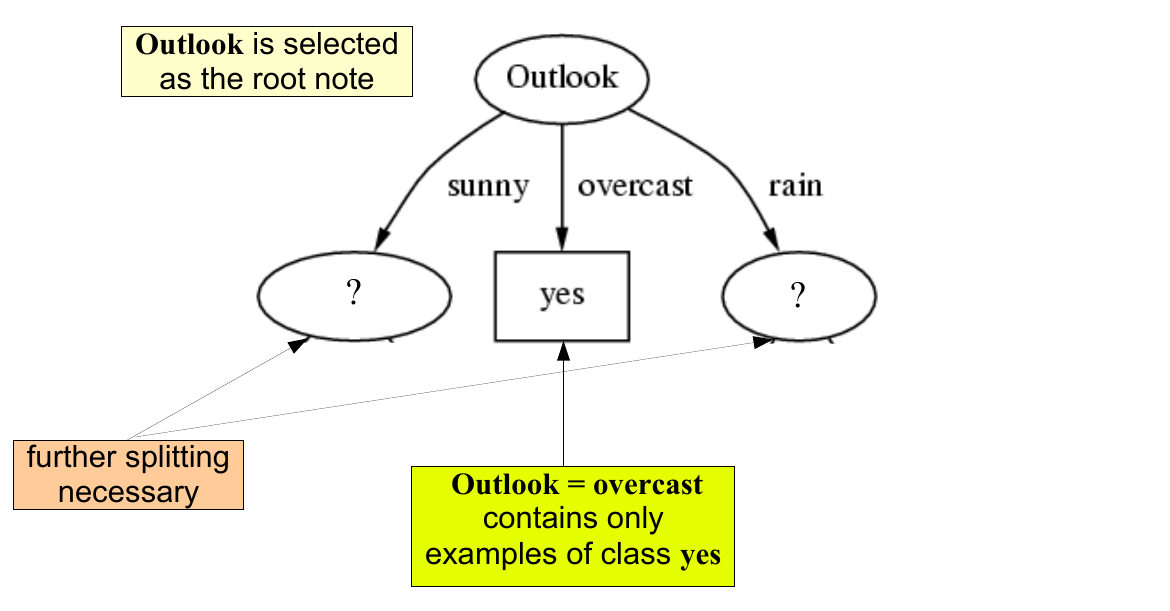 Outlook is selected
as the root note
Outlook
sunny
overcast
rain
?
yes
?
further splitting
necessary
Outlook = overcast
contains only
examples of class yes